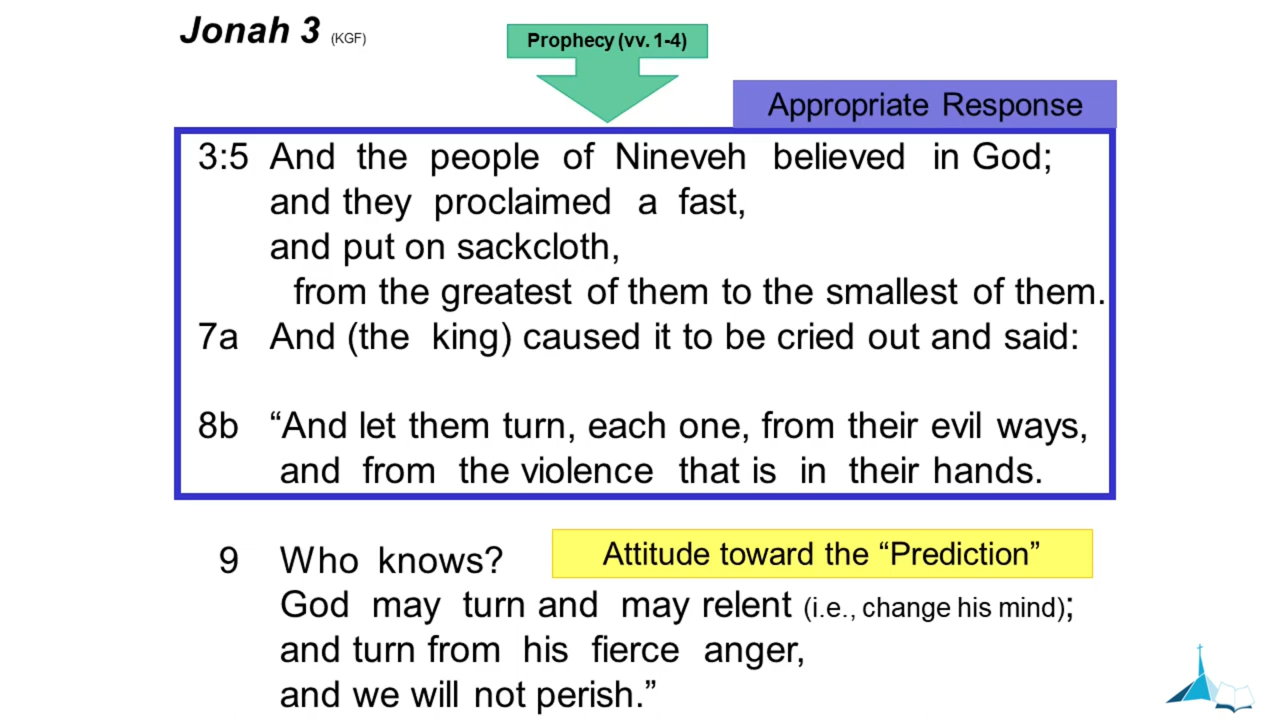 Jonah 3 (KGF)
Prophecy (vv. 1-4)
Appropriate Response
3:5 And the people of Nineveh believed in God;
and they proclaimed a fast,
and put on sackcloth,
from the greatest of them to the smallest of them.
7a And (the king) caused it to be cried out and said:
8b “And let them turn, each one, from their evil ways,
and from the violence that is in their hands.
Attitude toward the “Prediction”
9 Who knows?
God may turn and may relent (i.e., change his mind);
and turn from his fierce anger,
and we will not perish.”